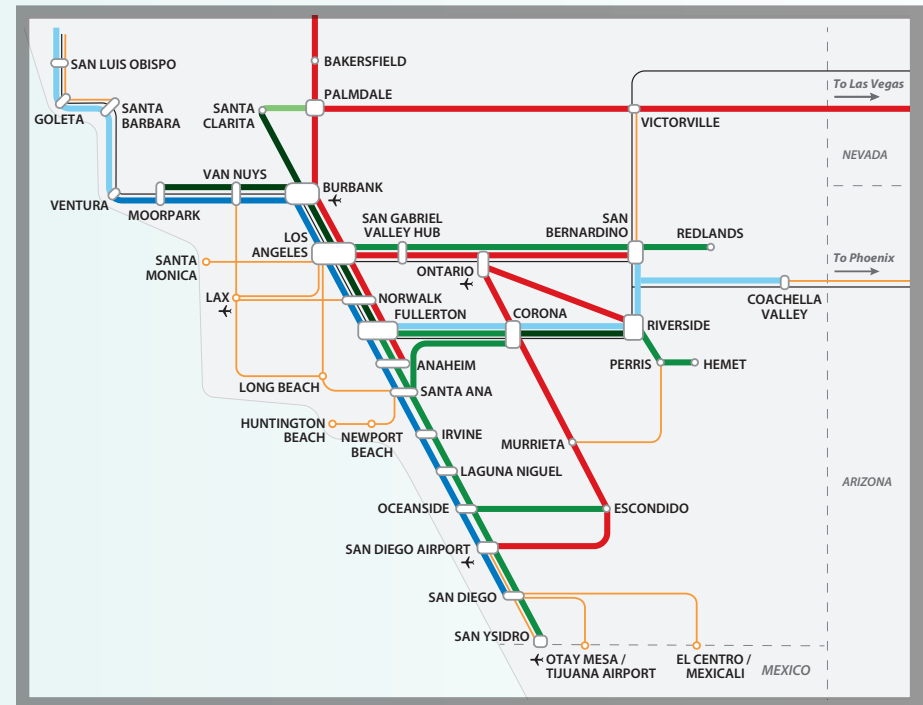 SAN LUIS OBISPO
BAKERSFIELD
GOLETA
SANTA
BARBARA
SANTA
CLARITA
PALMDALE
To Las Vegas
VICTORVILLE
NEVADA
VAN NUYS
BURBANK
VENTURA
MOORPARK
LOS
ANGELES
SAN GABRIEL
VALLEY HUB
SAN
BERNARDINO
REDLANDS
SANTA
MONICA
ONTARIO
To Phoenix
LAX
NORWALK
COACHELLA
VALLEY
FULLERTON
CORONA
RIVERSIDE
ANAHEIM
PERRIS
HEMET
LONG BEACH
SANTA ANA
HUNTINGTON
BEACH
NEWPORT
BEACH
IRVINE
MURRIETA
LAGUNA NIGUEL
ARIZONA
OCEANSIDE
ESCONDIDO
SAN DIEGO AIRPORT
SAN DIEGO
SAN YSIDRO
OTAY MESA /
TIJUANA AIRPORT
EL CENTRO /
MEXICALI
MEXICO